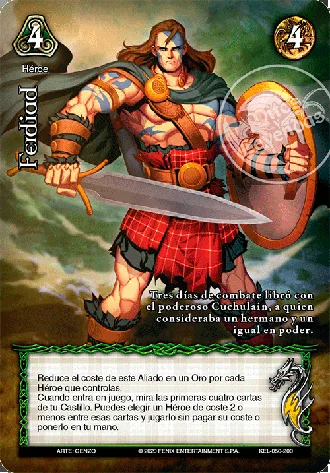 4
4
Héroe
Ferdiad
Tres días de combate libró con
el poderoso Cuchulain, a quien
consideraba un hermano y un
igual en poder.
Reduce el coste de este Aliado en un Oro por cada
Héroe que controlas.
Cuando entra en juego, mira las primeras cuatro cartas
de tu Castillo. Puedes elegir un Héroe de coste 2 o
menos entre esas cartas y jugarlo sin pagar su coste o
ponerlo en tu mano.
ARTE: GENZO
© 2020 FENIX ENTERTAINMENT S.P.A.